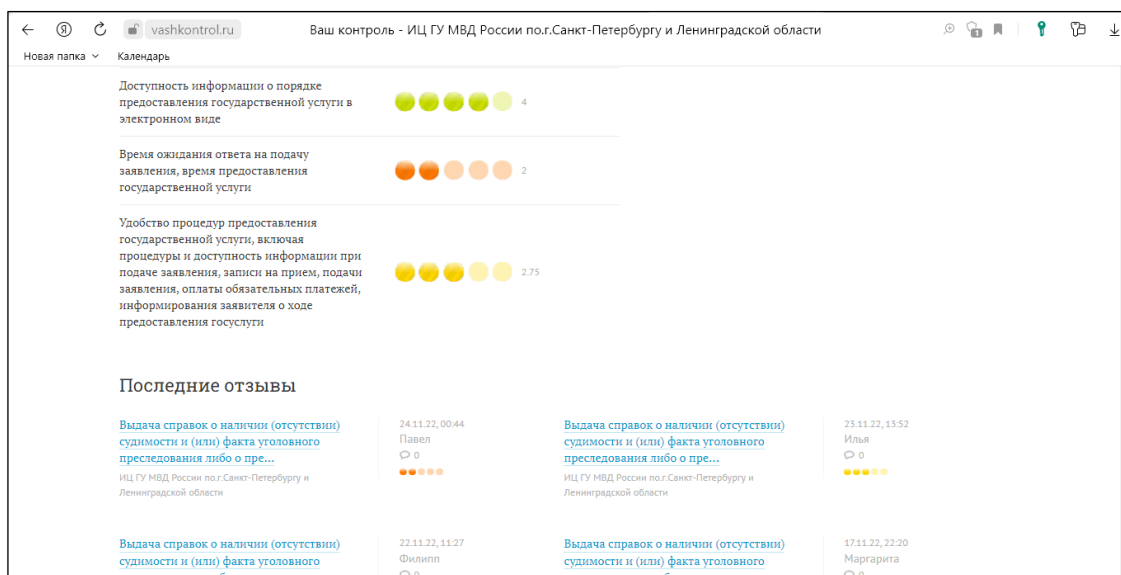 vashkontrol.ru
Ваш контроль - ИЦ ГУ МВД России по.г.Санкт-Петербургу и Ленинградской области
1
Новая папка
Календарь
Доступность информации о порядке
предоставления государственной услуги в
электронном виде
4
Время ожидания ответа на подачу
заявления, время предоставления
государственной услуги
2
Удобство процедур предоставления
государственной услуги, включая
процедуры и доступность информации при
подаче заявления, записи на прием, подачи
заявления, оплаты обязательных платежей,
информирования заявителя о ходе
предоставления госуслуги
2.75
Последние отзывы
Выдача справок о наличии (отсутствии)
судимости и (или) факта уголовного
преследования либо о пре...
ИЦ ГУ МВД России по.г.Санкт-Петербургу и
Ленинградской области
24.11.22, 00:44
Павел
0
Выдача справок о наличии (отсутствии)
судимости и (или) факта уголовного
преследования либо о пре...
ИЦ ГУ МВД России по.г.Санкт-Петербургу и
Ленинградской области
23.11.22, 13:52
Илья
0
Выдача справок о наличии (отсутствии)
судимости и (или) факта уголовного
22.11.22, 11:27
Филипп
Выдача справок о наличии (отсутствии)
судимости и (или) факта уголовного
17.11.22, 22:20
Маргарита